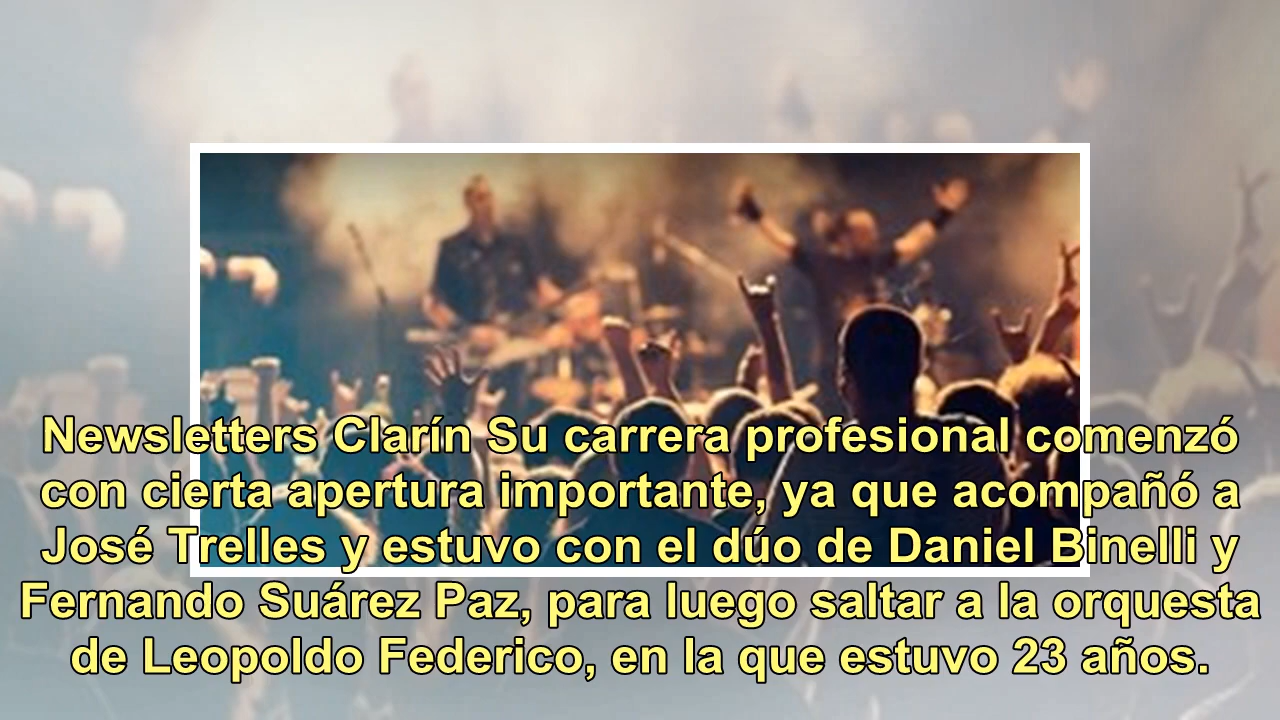 Newsletters Clarín Su carrera profesional comenzó
con cierta apertura importante, ya que acompañó a
José Trelles y estuvo con el dúo de Daniel Binelli y
Fernando Suárez Paz, para luego saltar a la orquesta
de Leopoldo Federico, en la que estuvo 23 años.